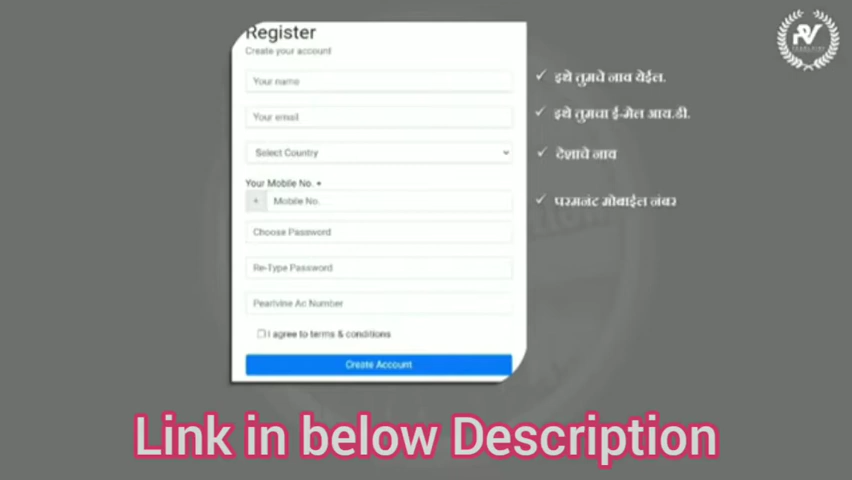 Register
Create your account
Your name
Your email
Select Country
Your Mobile No. *
+ Mobile No.
Choose Password
Re-Type Password
Pearlvine Ac Number
I agree to terms & conditions
Create Account
इथे तुमचे नाव येईल.
इथे तुमचा ई-मेल आय.डी.
देशाचे नाव
परमनंट मोबाईल नंबर
PV
Link in below Description